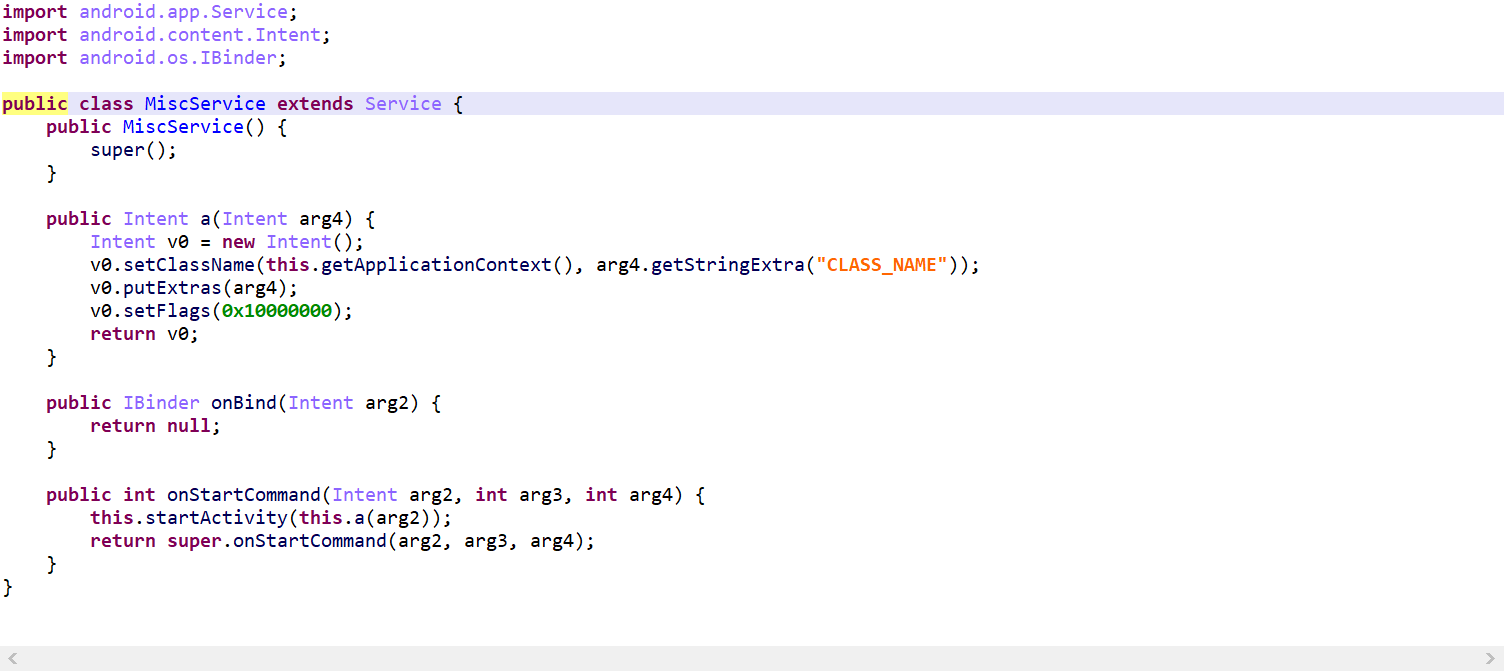 import android.app.Service;
import android.content.Intent;
import android.os.IBinder;

public class MiscService extends Service {
    public MiscService() {
        super();
    }

    public Intent a(Intent arg4) {
        Intent v0 = new Intent();
        v0.setClassName(this.getApplicationContext(), arg4.getStringExtra("CLASS_NAME"));
        v0.putExtras(arg4);
        v0.setFlags(0x10000000);
        return v0;
    }

    public IBinder onBind(Intent arg2) {
        return null;
    }

    public int onStartCommand(Intent arg2, int arg3, int arg4) {
        this.startActivity(this.a(arg2));
        return super.onStartCommand(arg2, arg3, arg4);
    }
}